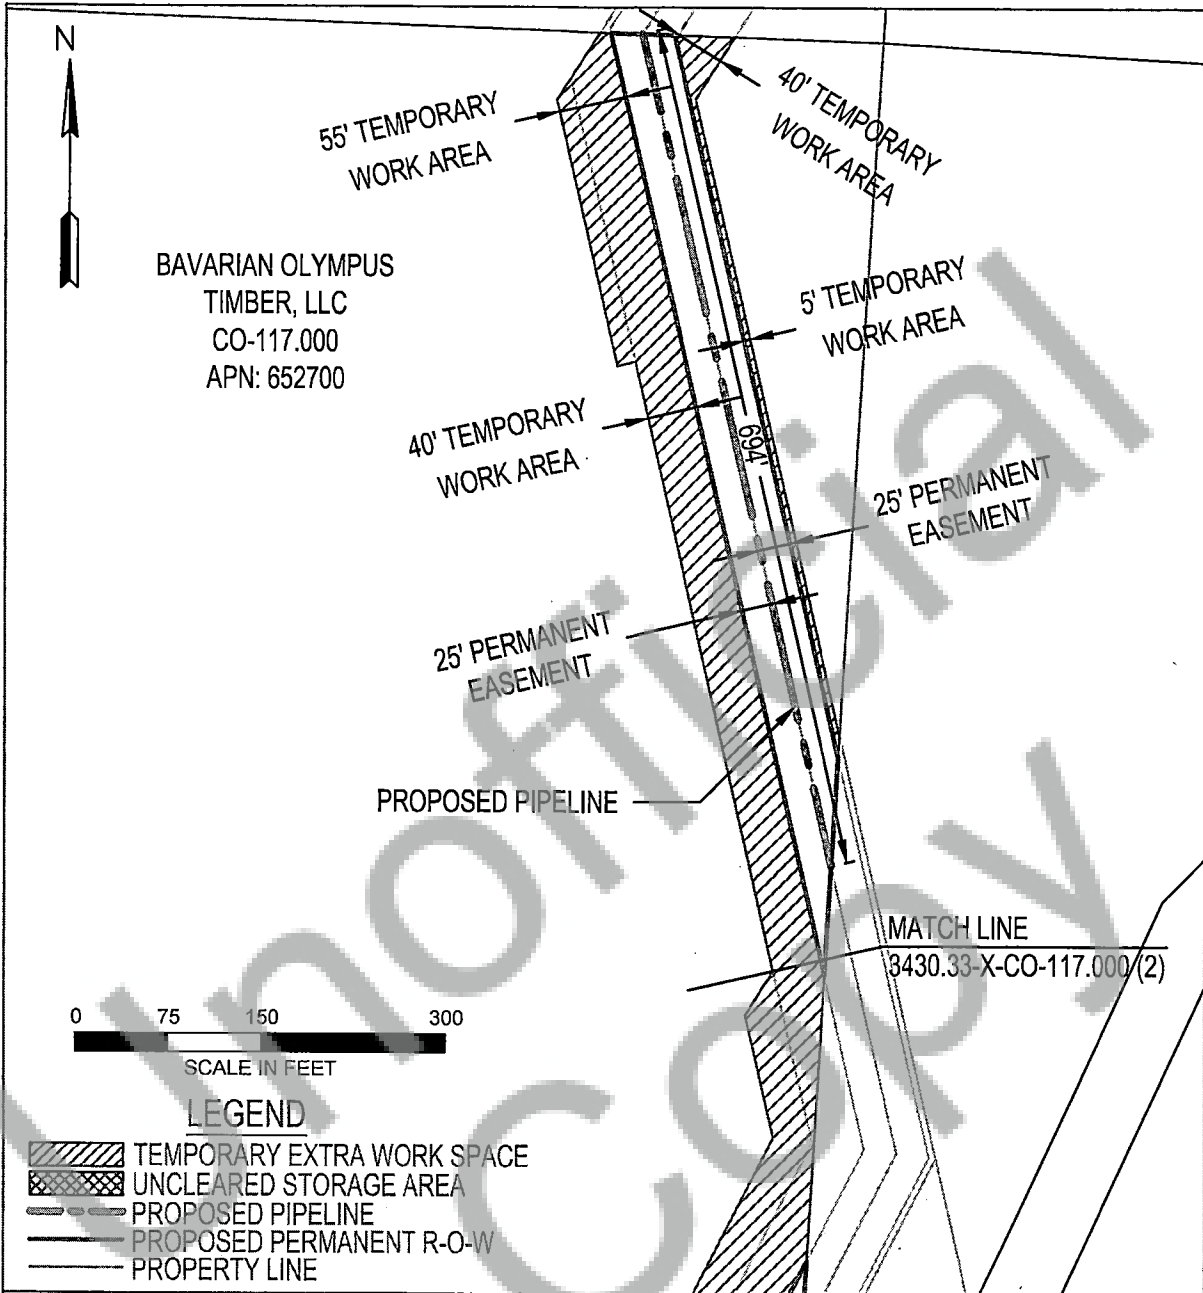 N
55' TEMPORARY
WORK AREA
40' TEMPORARY
WORK AREA
BAVARIAN OLYMPUS
TIMBER, LLC
CO-117.000
APN: 652700
5' TEMPORARY
WORK AREA
40' TEMPORARY
WORK AREA
694'
25' PERMANENT
EASEMENT
25' PERMANENT
EASEMENT
PROPOSED PIPELINE
MATCH LINE
3430.33-X-CO-117.000 (2)
0 75 150 300
SCALE IN FEET
LEGEND
TEMPORARY EXTRA WORK SPACE
UNCLEARED STORAGE AREA
PROPOSED PIPELINE
PROPOSED PERMANENT R-O-W
PROPERTY LINE
Unofficial
Copy